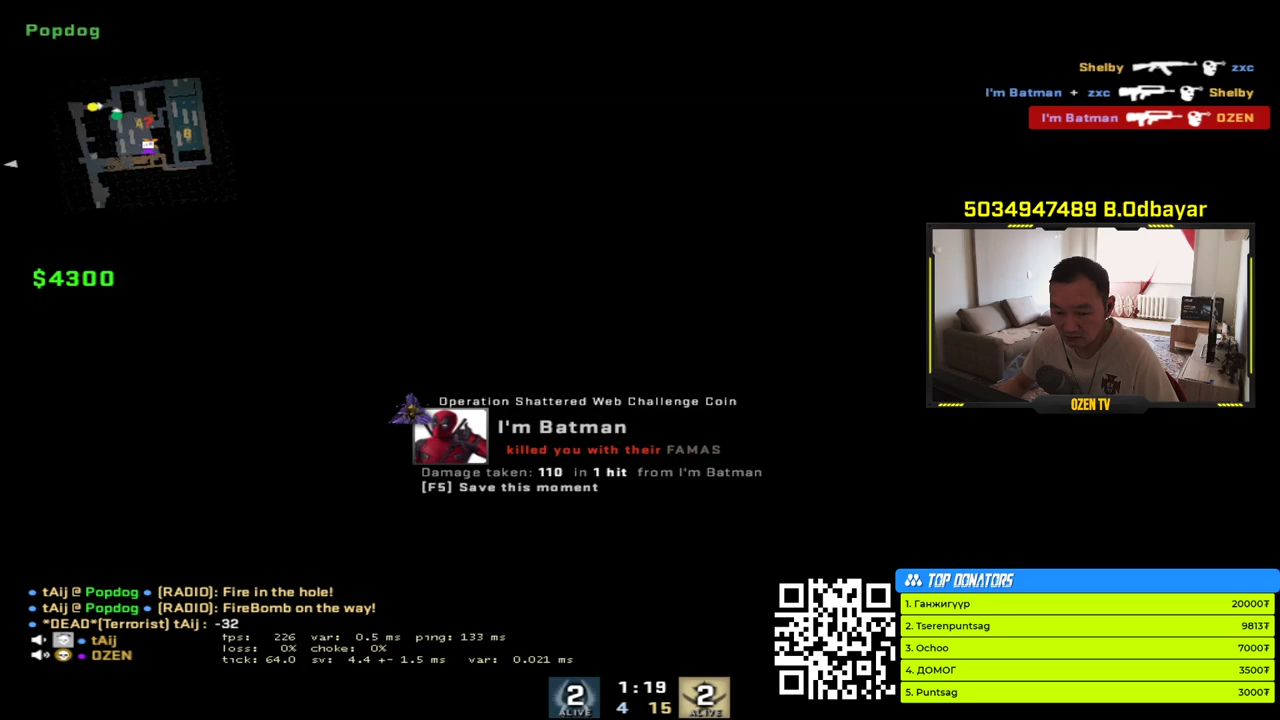 Popdog
Shelby zxc
I'm Batman + zxc Shelby
I'm Batman OZEN
4?
B
5034947489 B.Odbayar
OZEN TV
$4300
Operation Shattered Web Challenge Coin
I'm Batman
killed you with their FAMAS
Damage taken: 110 in 1 hit from I'm Batman
[F5] Save this moment
tAij @ Popdog • (RADIO): Fire in the hole!
tAij @ Popdog • (RADIO): FireBomb on the way!
*DEAD*(Terrorist) tAij : -32
tAij
OZEN
fps: 226 var: 0.5 ms ping: 133 ms
loss: 0% choke: 0%
tick: 64.0 sv: 4.4 +- 1.5 ms var: 0.021 ms
2 ALIVE 1:19 2 ALIVE
4 15
TOP DONATORS
1. Ганжигүүр 20000₮
2. Tserenpuntsag 9813₮
3. Ochoo 7000₮
4. ДОМОГ 3500₮
5. Puntsag 3000₮